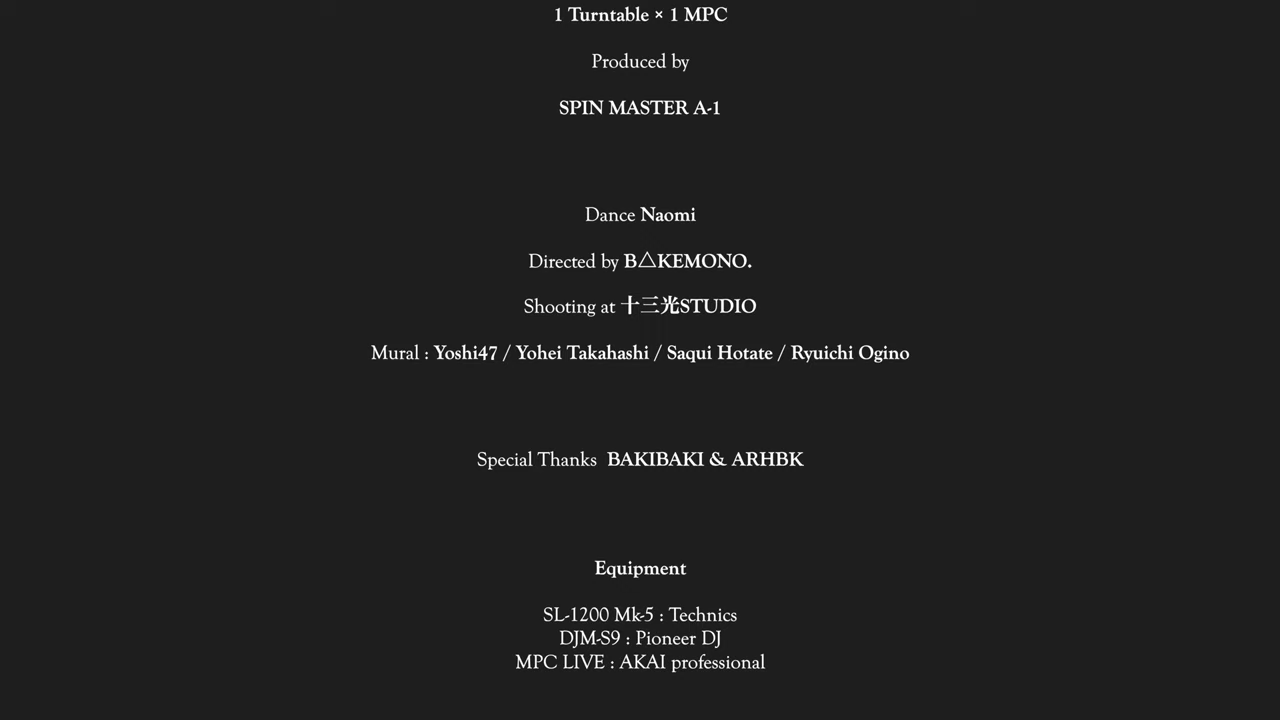 1 Turntable × 1 MPC
Produced by
SPIN MASTER A-1
Dance Naomi
Directed by B△KEMONO.
Shooting at 十三光STUDIO
Mural : Yoshi47 / Yohei Takahashi / Saqui Hotate / Ryuichi Ogino
Special Thanks BAKIBAKI & ARHBK
Equipment
SL-1200 Mk-5 : Technics
DJM-S9 : Pioneer DJ
MPC LIVE : AKAI professional